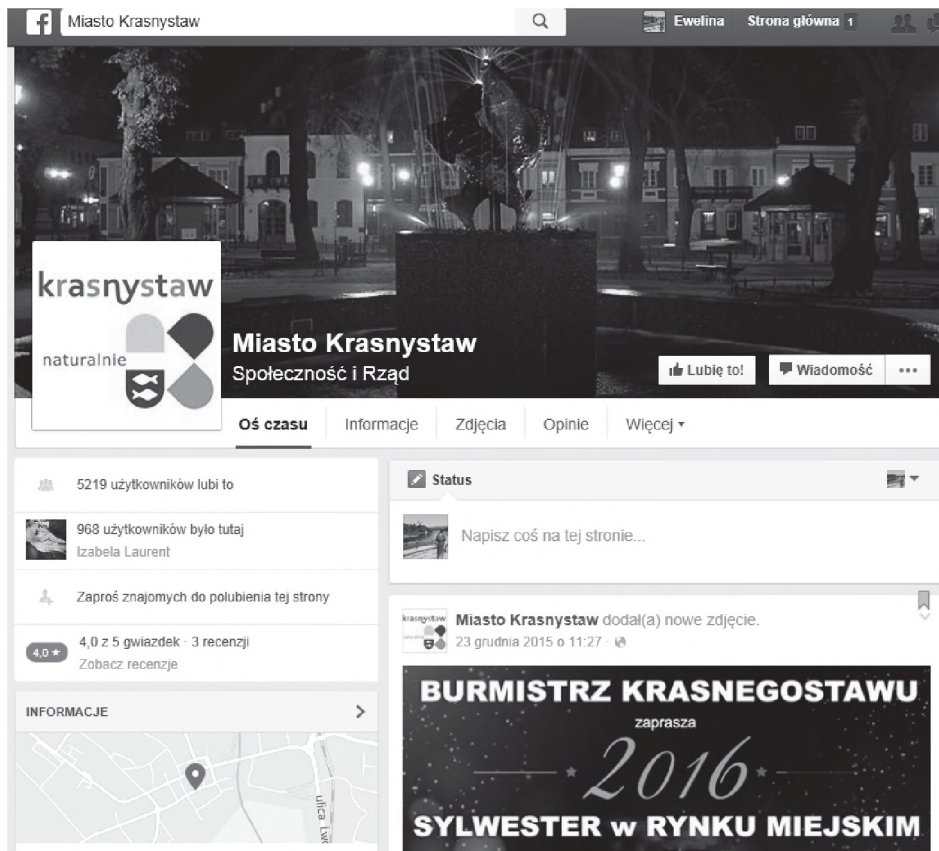 Miasto Krasnystaw
Ewelina Strona główna 1
krasnystaw
naturalnie
Miasto Krasnystaw
Społeczność i Rząd
Lubię to! Wiadomość
Oś czasu Informacje Zdjęcia Opinie Więcej
5219 użytkowników lubi to
968 użytkowników było tutaj
Izabela Laurent
Zaproś znajomych do polubienia tej strony
4,0 ★ 4,0 z 5 gwiazdek · 3 recenzji
Zobacz recenzje
INFORMACJE
ulica Lwo
Status
Napisz coś na tej stronie...
krasnystaw
Miasto Krasnystaw dodał(a) nowe zdjęcie.
23 grudnia 2015 o 11:27 ·
BURMISTRZ KRASNEGOSTAWU
zaprasza
2016
SYLWESTER w RYNKU MIEJSKIM